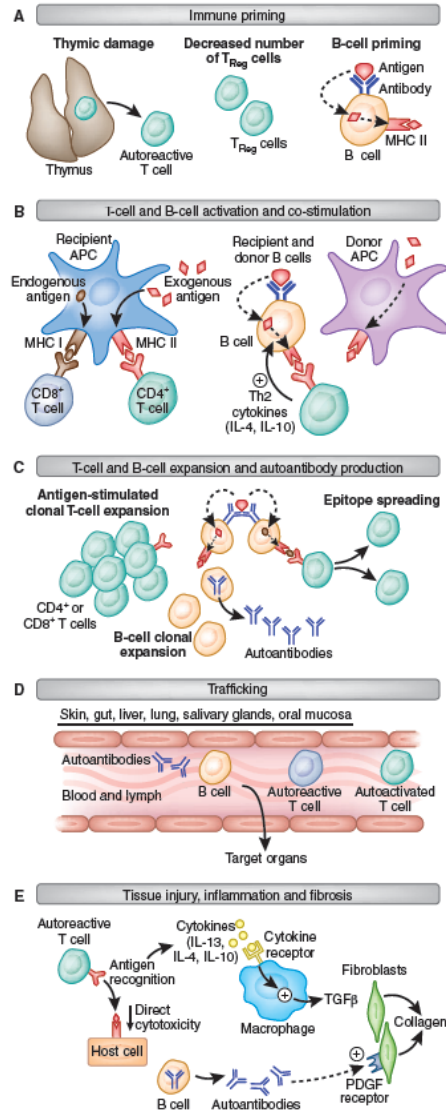 A
Immune priming
Thymic damage
Decreased number
of TReg cells
B-cell priming
Antigen
Antibody
Thymus
Autoreactive
T cell
TReg cells
B cell
MHC II
B
T-cell and B-cell activation and co-stimulation
Recipient
APC
Endogenous
antigen
Exogenous
antigen
MHC I
MHC II
CD8+
T cell
CD4+
T cell
Recipient and
donor B cells
B cell
Th2
cytokines
(IL-4, IL-10)
Donor
APC
C
T-cell and B-cell expansion and autoantibody production
Antigen-stimulated
clonal T-cell expansion
Epitope spreading
CD4+ or
CD8+ T cells
B-cell clonal
expansion
Autoantibodies
D
Trafficking
Skin, gut, liver, lung, salivary glands, oral mucosa
Autoantibodies
Blood and lymph
B cell
Autoreactive
T cell
Autoactivated
T cell
Target organs
E
Tissue injury, inflammation and fibrosis
Autoreactive
T cell
Antigen
recognition
Cytokines
(IL-13,
IL-4, IL-10)
Cytokine
receptor
Direct
cytotoxicity
Host cell
Macrophage
TGFβ
Fibroblasts
Collagen
B cell
Autoantibodies
PDGF
receptor